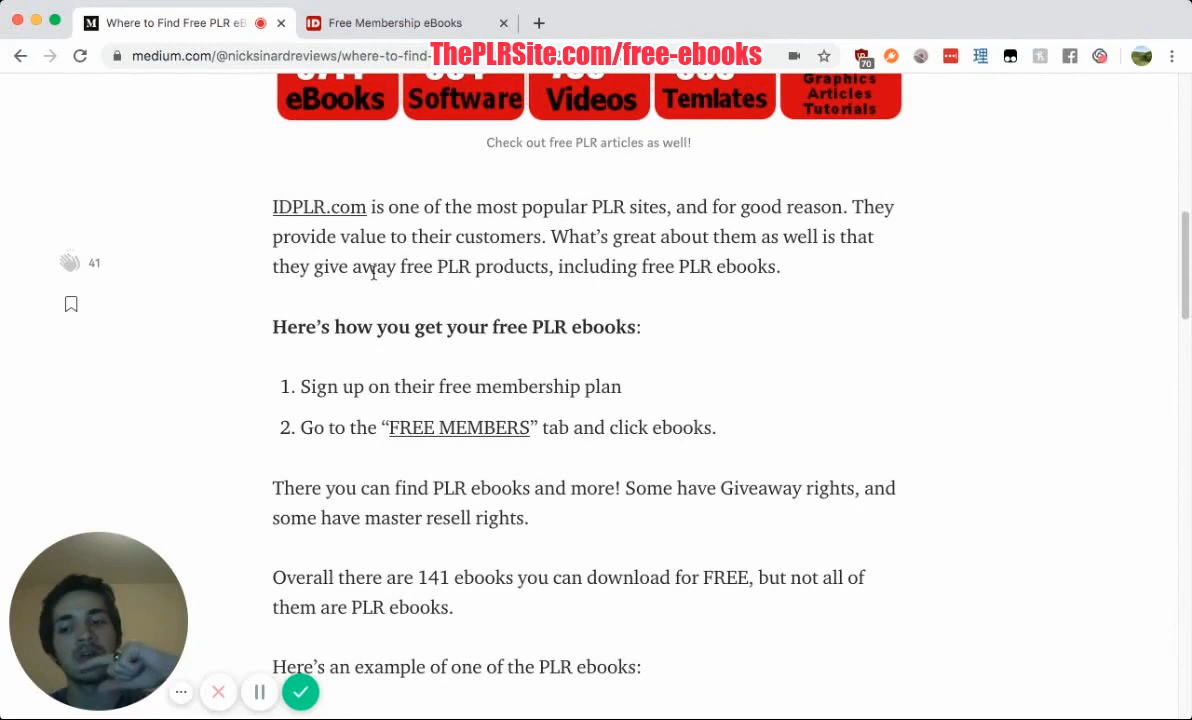 Where to Find Free PLR eB
Free Membership eBooks
medium.com/@nicksinardreviews/where-to-find-
ThePLRSite.com/free-ebooks
70
eBooks
Software
Videos
Temlates
Graphics
Articles
Tutorials
Check out free PLR articles as well!
IDPLR.com is one of the most popular PLR sites, and for good reason. They
provide value to their customers. What’s great about them as well is that
they give away free PLR products, including free PLR ebooks.
41
Here’s how you get your free PLR ebooks:
1. Sign up on their free membership plan
2. Go to the “FREE MEMBERS” tab and click ebooks.
There you can find PLR ebooks and more! Some have Giveaway rights, and
some have master resell rights.
Overall there are 141 ebooks you can download for FREE, but not all of
them are PLR ebooks.
Here’s an example of one of the PLR ebooks: